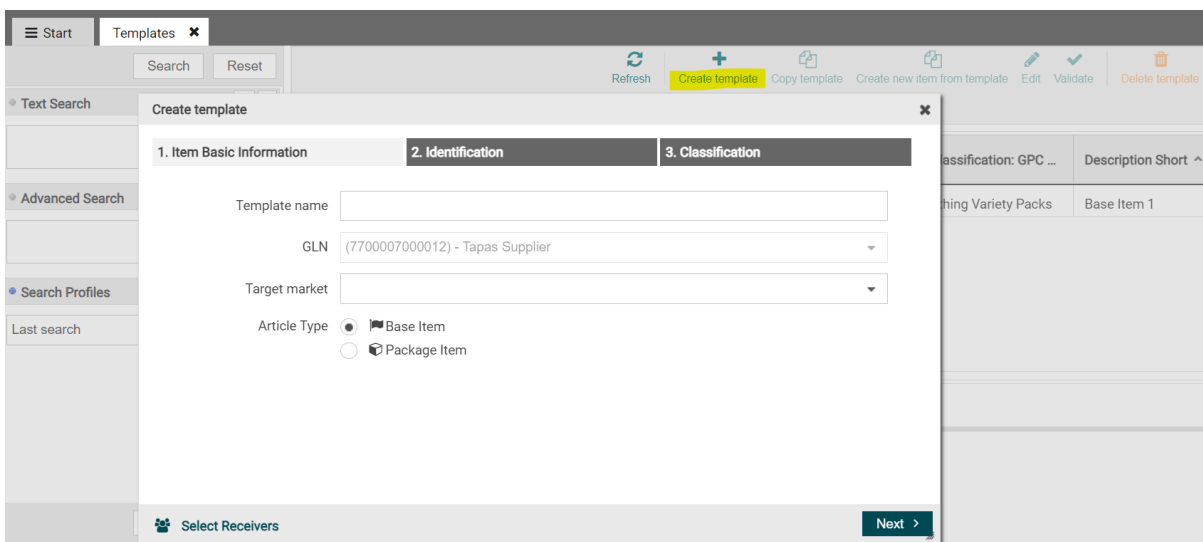 Start
Templates
Search
Reset
Refresh
Create template
Copy template
Create new item from template
Edit
Validate
Delete template
Text Search
Create template
1. Item Basic Information
2. Identification
3. Classification
assification: GPC ...
Description Short
Advanced Search
Template name
thing Variety Packs
Base Item 1
GLN
(7700007000012) - Tapas Supplier
Search Profiles
Target market
Last search
Article Type
Base Item
Package Item
Select Receivers
Next